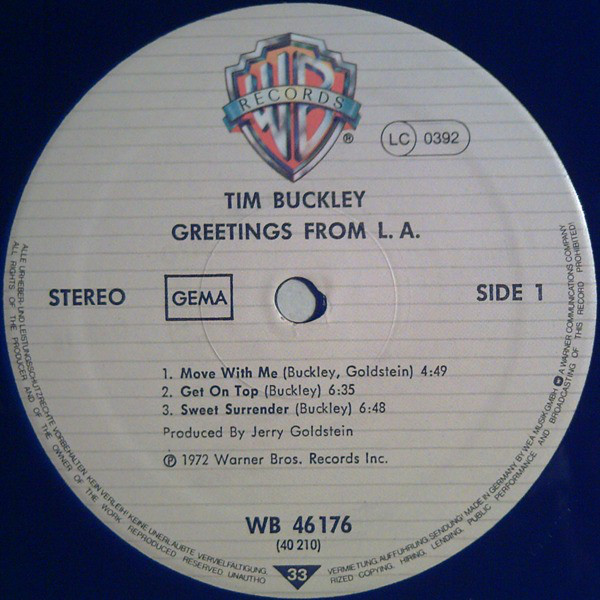 WB
RECORDS
®
LC 0392
TIM BUCKLEY
GREETINGS FROM L.A.
STEREO
GEMA
SIDE 1
1. Move With Me (Buckley, Goldstein) 4:49
2. Get On Top (Buckley) 6:35
3. Sweet Surrender (Buckley) 6:48
Produced By Jerry Goldstein
℗ 1972 Warner Bros. Records Inc.
WB 46 176
(40 210)
33
ALLE URHEBER- UND LEISTUNGSSCHUTZRECHTE VORBEHALTEN. KEIN VERLEIH! KEINE UNERLAUBTE VERVIELFÄLTIGUNG, VERMIETUNG, AUFFÜHRUNG, SENDUNG! MADE IN GERMANY BY WEA MUSIK GMBH A WARNER COMMUNICATIONS COMPANY
ALL RIGHTS OF THE PRODUCER AND OF THE OWNER OF THE WORK REPRODUCED RESERVED UNAUTHORIZED COPYING, HIRING, LENDING, PUBLIC PERFORMANCE AND BROADCASTING OF THIS RECORD PROHIBITED!